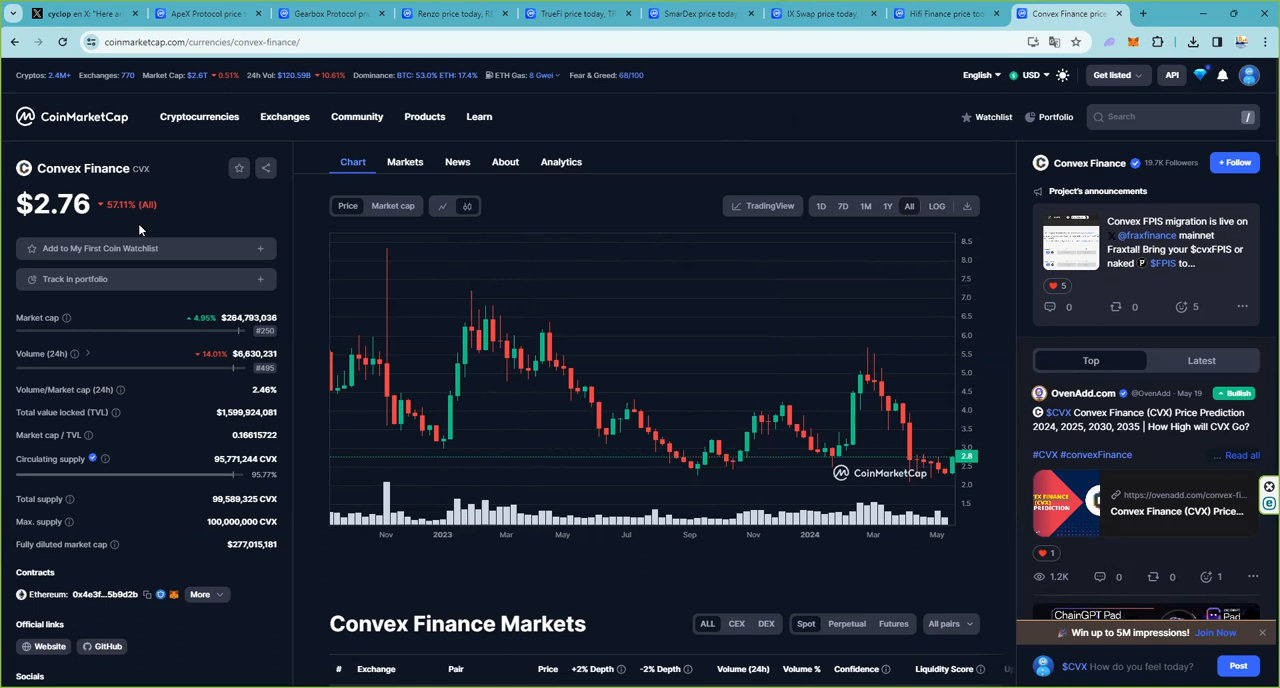 cyclop en X: "Here ar
ApeX Protocol price t
Gearbox Protocol pri
Renzo price today, RE
TrueFi price today, TR
SmarDex price today,
IX Swap price today,
Hifi Finance price tod
Convex Finance price
coinmarketcap.com/currencies/convex-finance/
Cryptos: 2.4M+ Exchanges: 770 Market Cap: $2.6T 0.51% 24h Vol: $120.59B 10.61% Dominance: BTC: 53.0% ETH: 17.4% ETH Gas: 8 Gwei Fear & Greed: 68/100
English USD Get listed API
CoinMarketCap Cryptocurrencies Exchanges Community Products Learn Watchlist Portfolio Search /
Convex Finance CVX
$2.76 57.11% (All)
Add to My First Coin Watchlist +
Track in portfolio +
Market cap 4.95% $264,793,036
#250
Volume (24h) 14.01% $6,630,231
#495
Volume/Market cap (24h) 2.46%
Total value locked (TVL) $1,599,924,081
Market cap / TVL 0.16615722
Circulating supply 95,771,244 CVX
95.77%
Total supply 99,589,325 CVX
Max. supply 100,000,000 CVX
Fully diluted market cap $277,015,181
Contracts
Ethereum: 0x4e3f...5b9d2b More
Official links
Website GitHub
Socials
Chart Markets News About Analytics
Price Market cap TradingView 1D 7D 1M 1Y All LOG
8.5
8.0
7.5
7.0
6.5
6.0
5.5
5.0
4.5
4.0
3.5
3.0
2.8
2.5
2.0
1.5
CoinMarketCap
Nov 2023 Mar May Jul Sep Nov 2024 Mar May
Convex Finance Markets
ALL CEX DEX Spot Perpetual Futures All pairs
# Exchange Pair Price +2% Depth -2% Depth Volume (24h) Volume % Confidence Liquidity Score
Convex Finance 19.7K Followers + Follow
Project's announcements
Convex FPIS migration is live on
@fraxfinance mainnet
Fraxtal! Bring your $cvxFPIS or
naked $FPIS to...
5
0 0 5 ...
Top Latest
OvenAdd.com @OvenAdd · May 19 Bullish
$CVX Convex Finance (CVX) Price Prediction
2024, 2025, 2030, 2035 | How High will CVX Go?
#CVX #convexFinance ... Read all
EX FINANCE (CVX)
PREDICTION
https://ovenadd.com/convex-fi...
Convex Finance (CVX) Price...
1
1.2K 0 0 1 ...
ChainGPT Pad
Pad
Win up to 5M impressions! Join Now
$CVX How do you feel today? Post